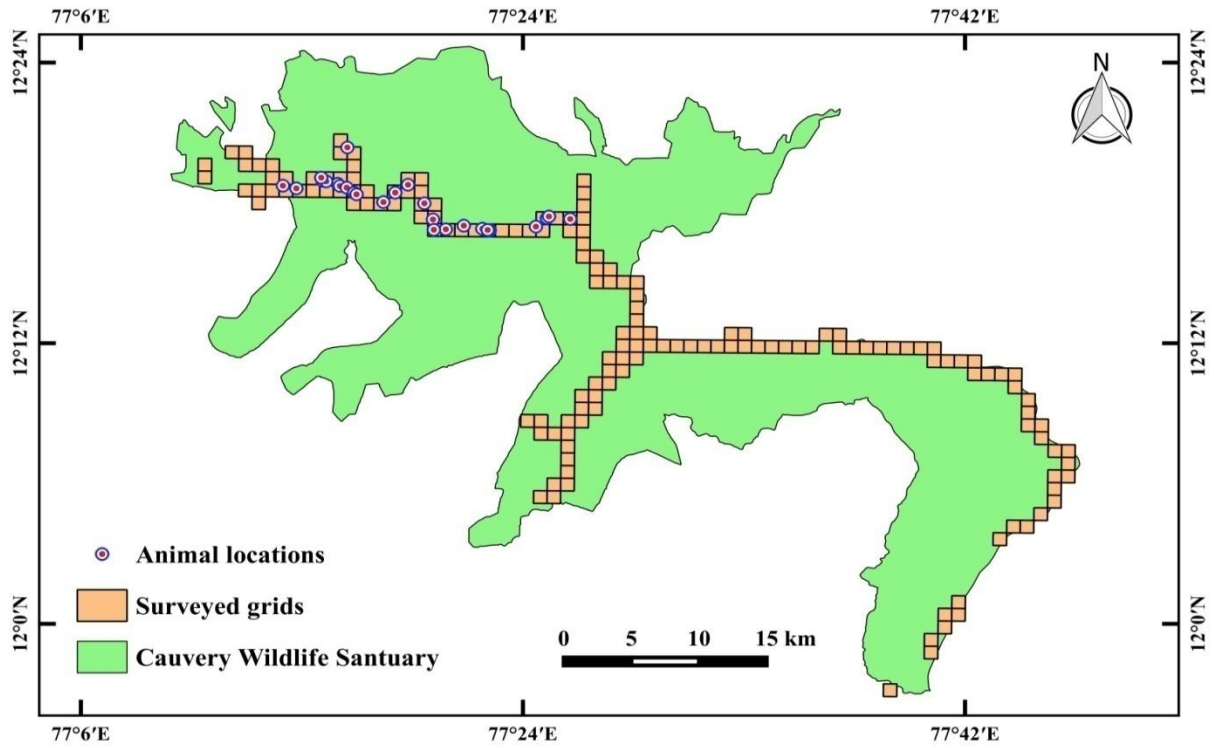 77°6′E 77°24′E 77°42′E
12°24′N 12°24′N
N
12°12′N 12°12′N
Animal locations
Surveyed grids
12°0′N 12°0′N
0 5 10 15 km
Cauvery Wildlife Santuary
77°6′E 77°24′E 77°42′E